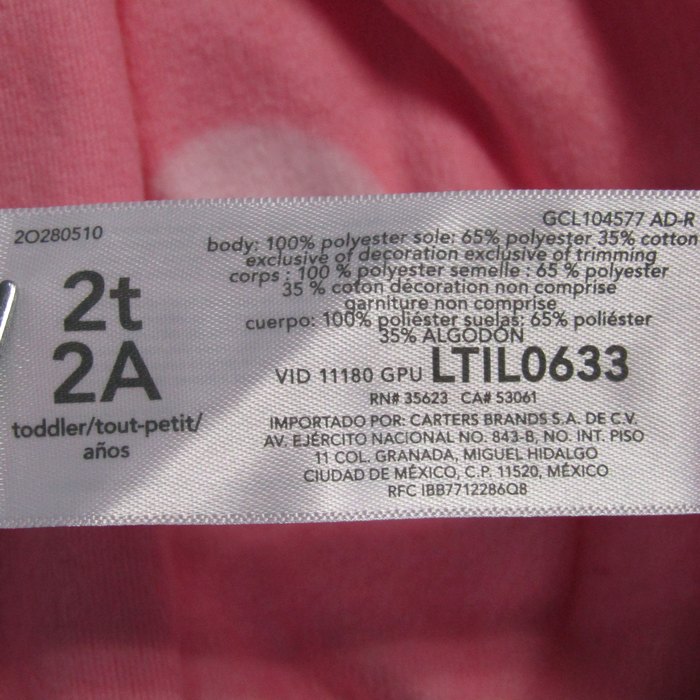 2O280510
GCL104577 AD-R
body: 100% polyester sole: 65% polyester 35% cotton
exclusive of decoration exclusive of trimming
corps : 100 % polyester semelle : 65 % polyester
35 % coton décoration non comprise
garniture non comprise
cuerpo: 100% poliéster suelas: 65% poliéster
35% ALGODÓN
2t
2A
toddler/tout-petit/
años
VID 11180 GPU LTIL0633
RN# 35623 CA# 53061
IMPORTADO POR: CARTERS BRANDS S.A. DE C.V.
AV. EJÉRCITO NACIONAL NO. 843-B, NO. INT. PISO
11 COL. GRANADA, MIGUEL HIDALGO
CIUDAD DE MÉXICO, C.P. 11520, MÉXICO
RFC IBB7712286Q8